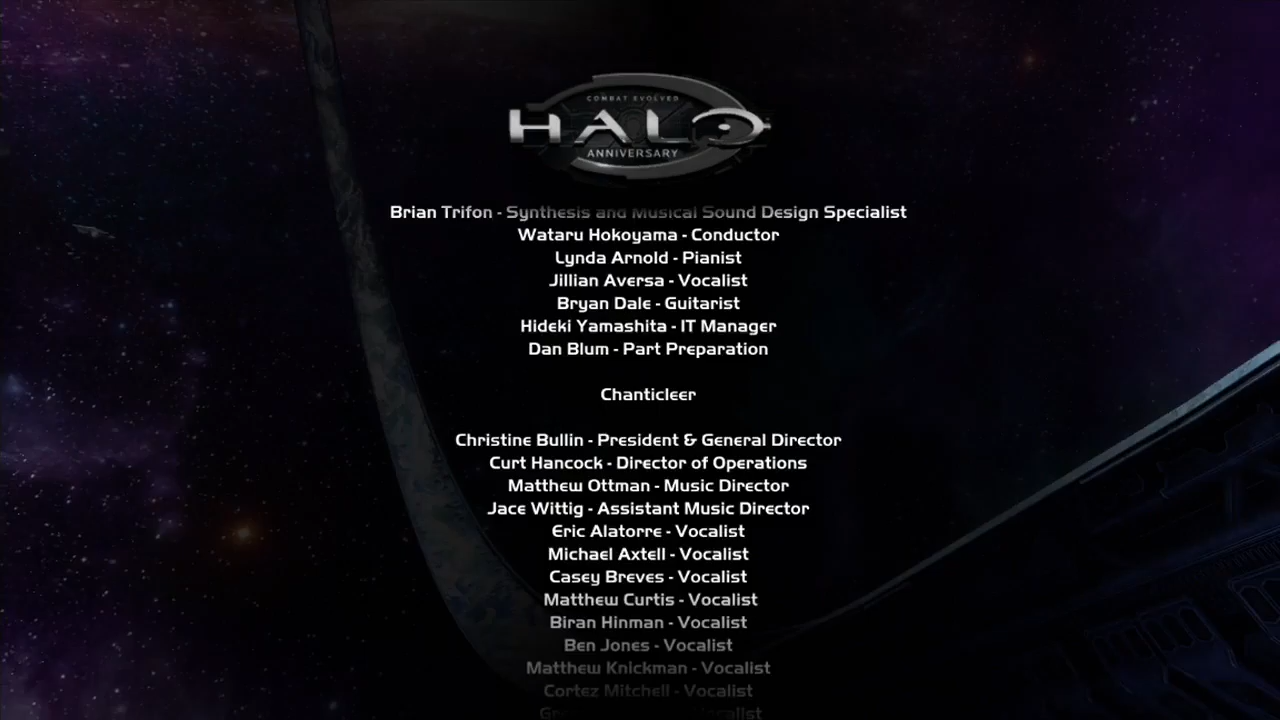 COMBAT EVOLVED
HALO
ANNIVERSARY
Brian Trifon - Synthesis and Musical Sound Design Specialist
Wataru Hokoyama - Conductor
Lynda Arnold - Pianist
Jillian Aversa - Vocalist
Bryan Dale - Guitarist
Hideki Yamashita - IT Manager
Dan Blum - Part Preparation
Chanticleer
Christine Bullin - President & General Director
Curt Hancock - Director of Operations
Matthew Ottman - Music Director
Jace Wittig - Assistant Music Director
Eric Alatorre - Vocalist
Michael Axtell - Vocalist
Casey Breves - Vocalist
Matthew Curtis - Vocalist
Biran Hinman - Vocalist
Ben Jones - Vocalist
Matthew Knickman - Vocalist
Cortez Mitchell - Vocalist
- Vocalist